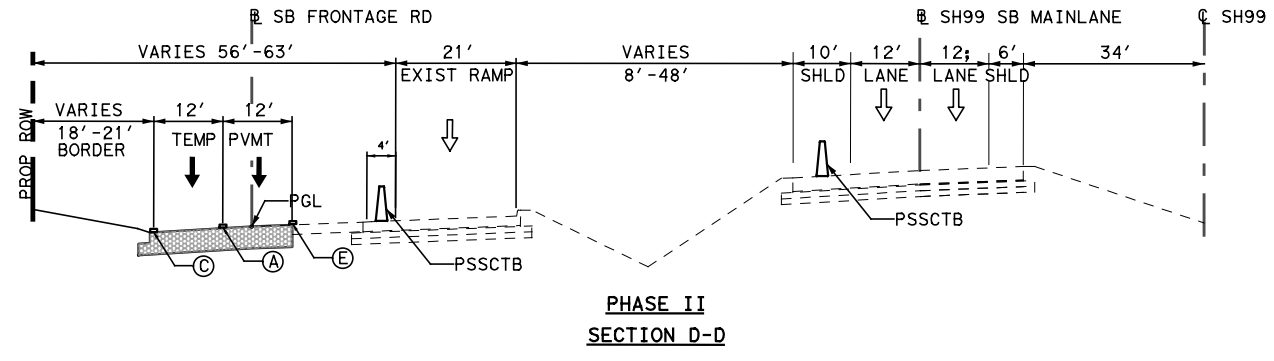 ℄ SB FRONTAGE RD
SH99 SB MAINLANE
℄ SH99
VARIES 56'-63'
21'
VARIES
10'
12'
12;
6'
34'
EXIST RAMP
8'-48'
SHLD
LANE
LANE
SHLD
PROP ROW
VARIES
12'
12'
18'-21'
BORDER
TEMP PVMT
4'
PGL
PSSCTB
C
A
E
PSSCTB
PHASE II
SECTION D-D